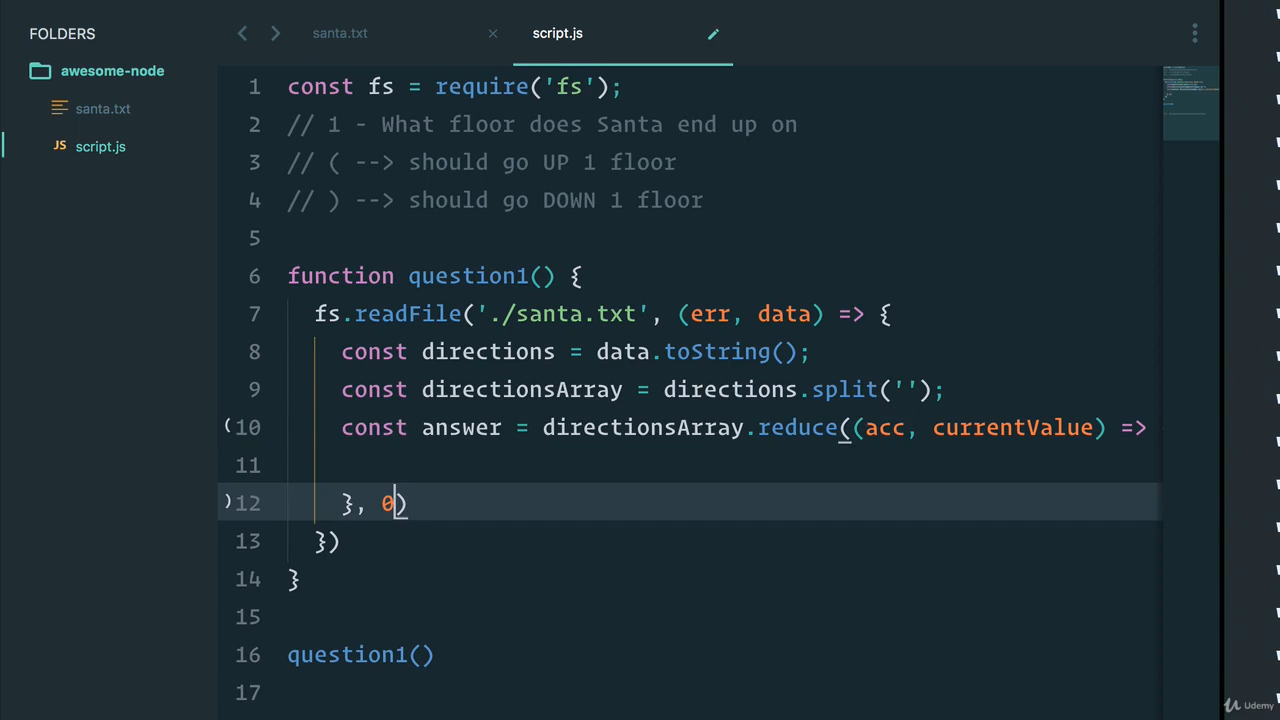 FOLDERS
awesome-node
santa.txt
JS script.js
santa.txt × script.js
1 const fs = require('fs');
2 // 1 - What floor does Santa end up on
3 // ( --> should go UP 1 floor
4 // ) --> should go DOWN 1 floor
5
6 function question1() {
7 fs.readFile('./santa.txt', (err, data) => {
8 const directions = data.toString();
9 const directionsArray = directions.split('');
(10 const answer = directionsArray.reduce((acc, currentValue) =>
11
)12 }, 0)
13 })
14 }
15
16 question1()
17
Udemy